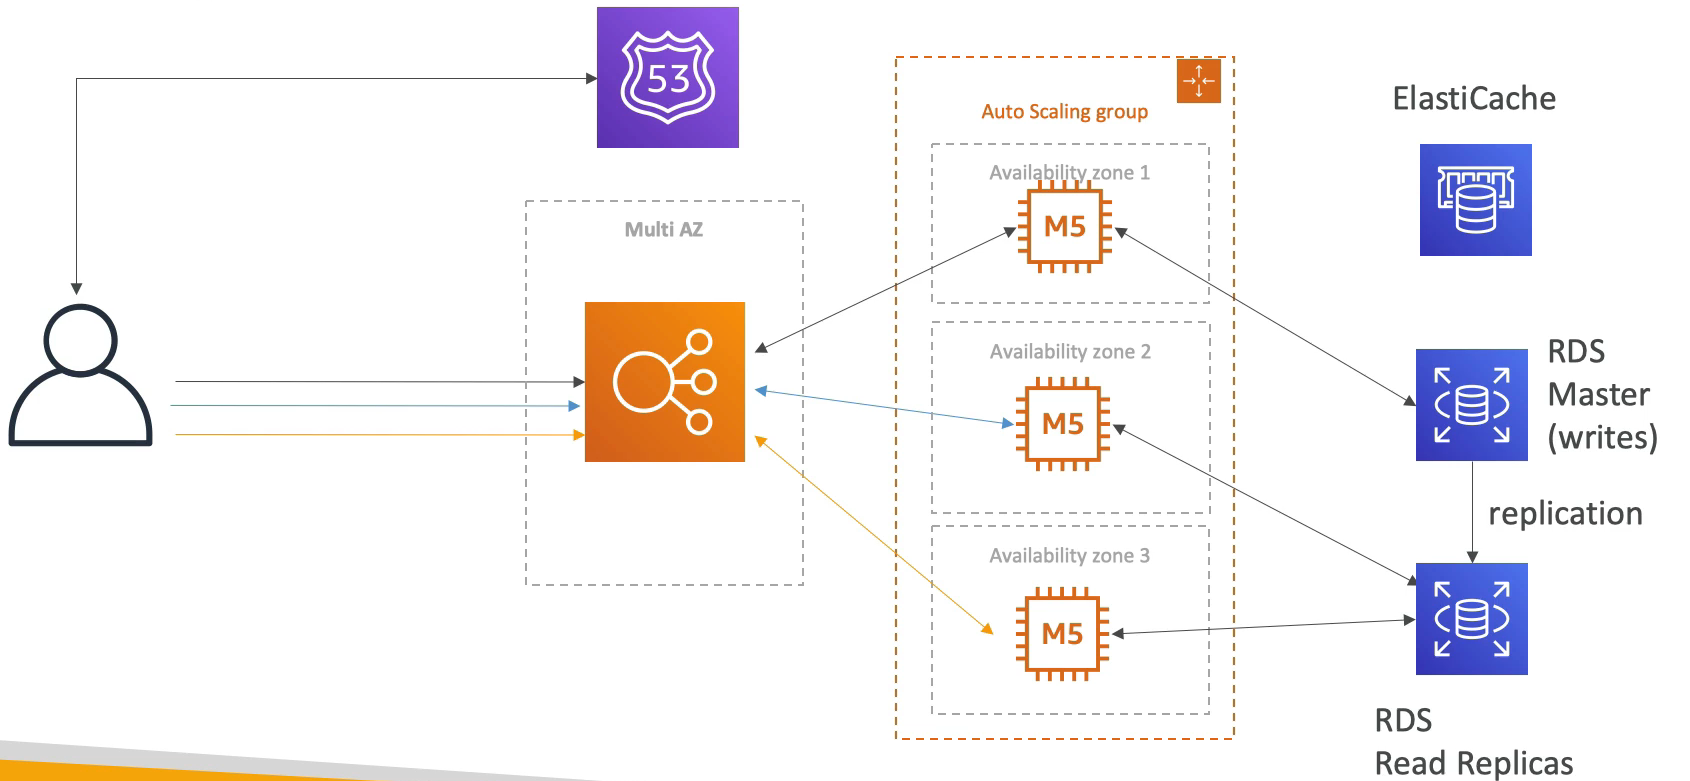 53
Auto Scaling group
ElastiCache
Availability zone 1
M5
Multi AZ
Availability zone 2
M5
RDS
Master
(writes)
replication
Availability zone 3
M5
RDS
Read Replicas